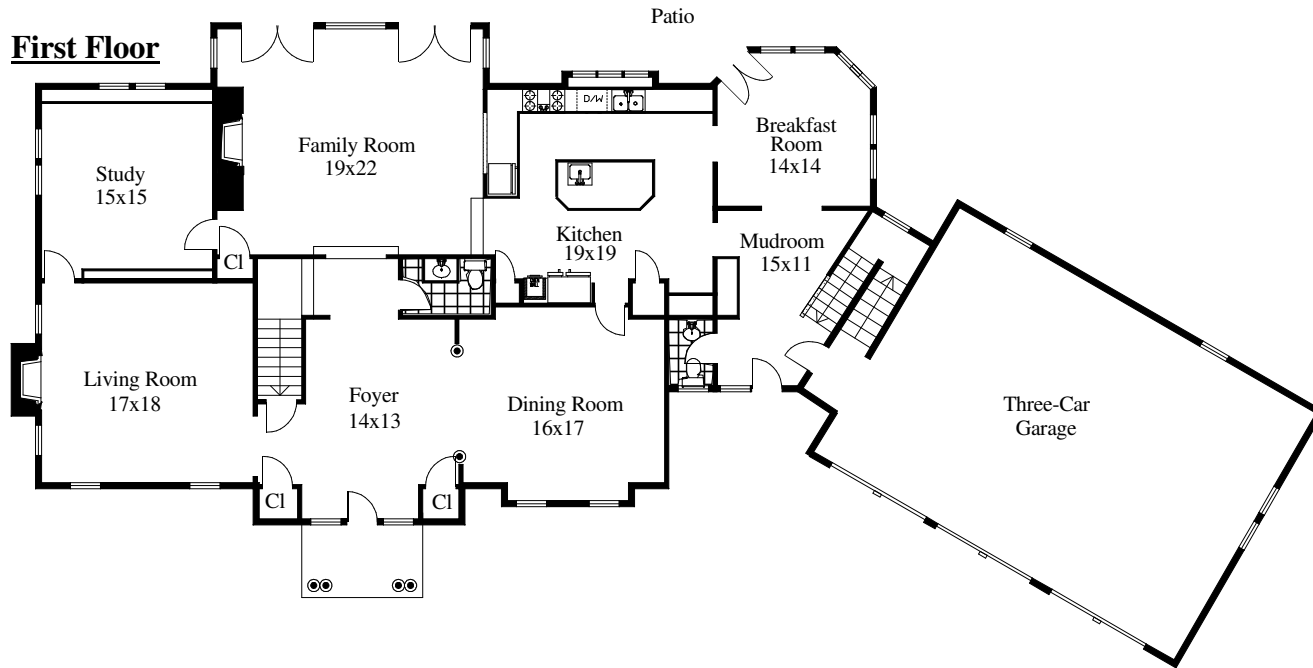 Patio
First Floor
Family Room
19x22
D/W
Breakfast
Room
14x14
Study
15x15
Kitchen
19x19
Mudroom
15x11
Cl
Living Room
17x18
Foyer
14x13
Dining Room
16x17
Three-Car
Garage
Cl
Cl